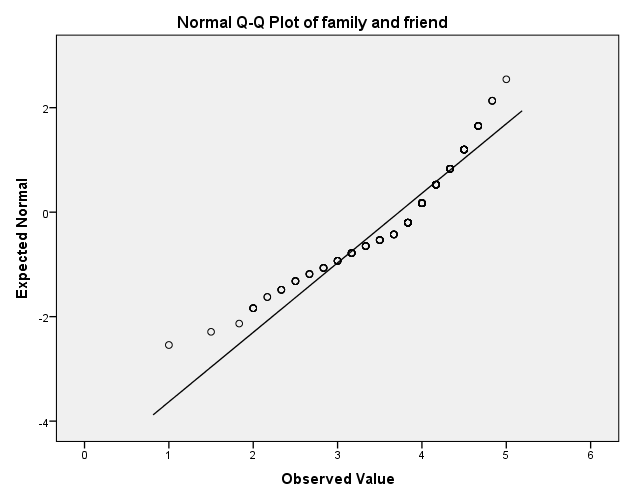 Normal Q-Q Plot of family and friend
2
0
-2
-4
Expected Normal
0 1 2 3 4 5 6
Observed Value